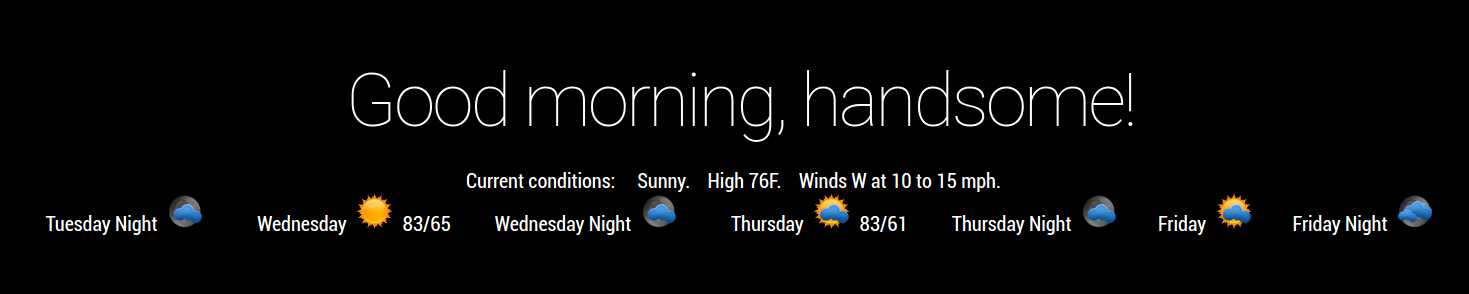 Good morning, handsome!
Current conditions: Sunny. High 76F. Winds W at 10 to 15 mph.
Tuesday Night Wednesday 83/65 Wednesday Night Thursday 83/61 Thursday Night Friday Friday Night